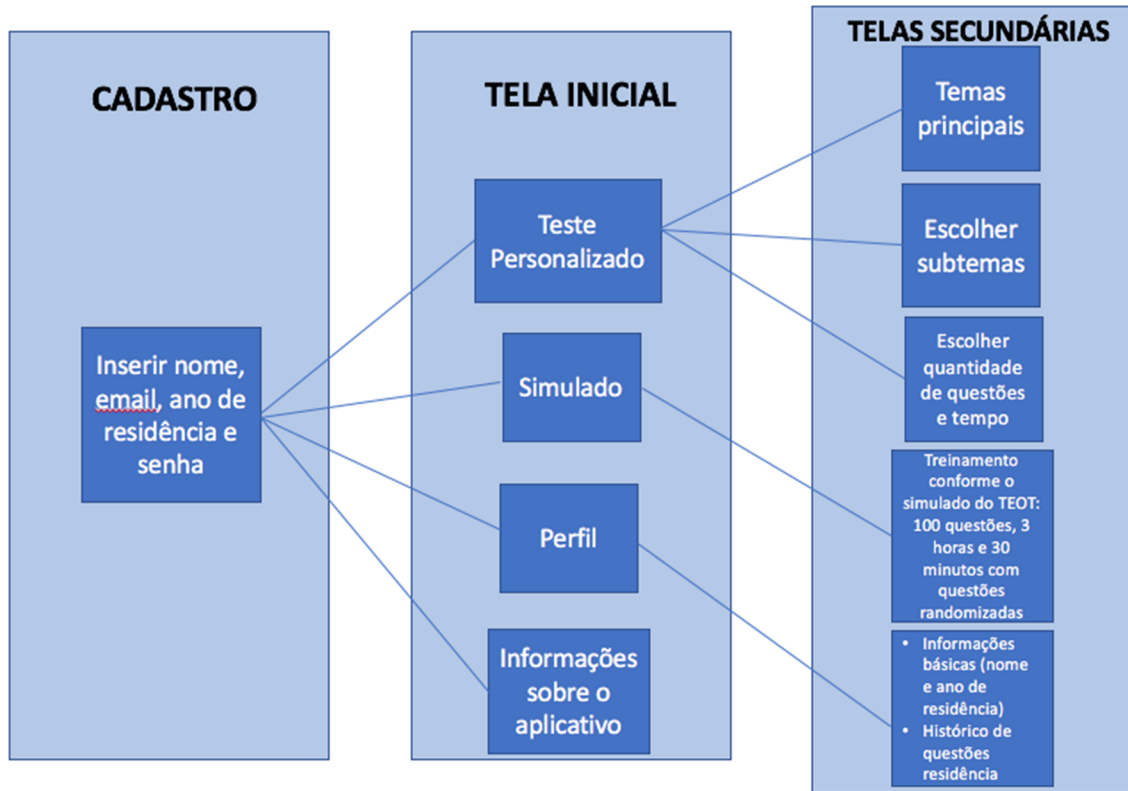 CADASTRO
Inserir nome,
email, ano de
residência e
senha
TELA INICIAL
Teste
Personalizado
Simulado
Perfil
Informações
sobre o
aplicativo
TELAS SECUNDÁRIAS
Temas
principais
Escolher
subtemas
Escolher
quantidade
de questões
e tempo
Treinamento
conforme o
simulado do TEOT:
100 questões, 3
horas e 30
minutos com
questões
randomizadas
• Informações
básicas (nome
e ano de
residência)
• Histórico de
questões
residência